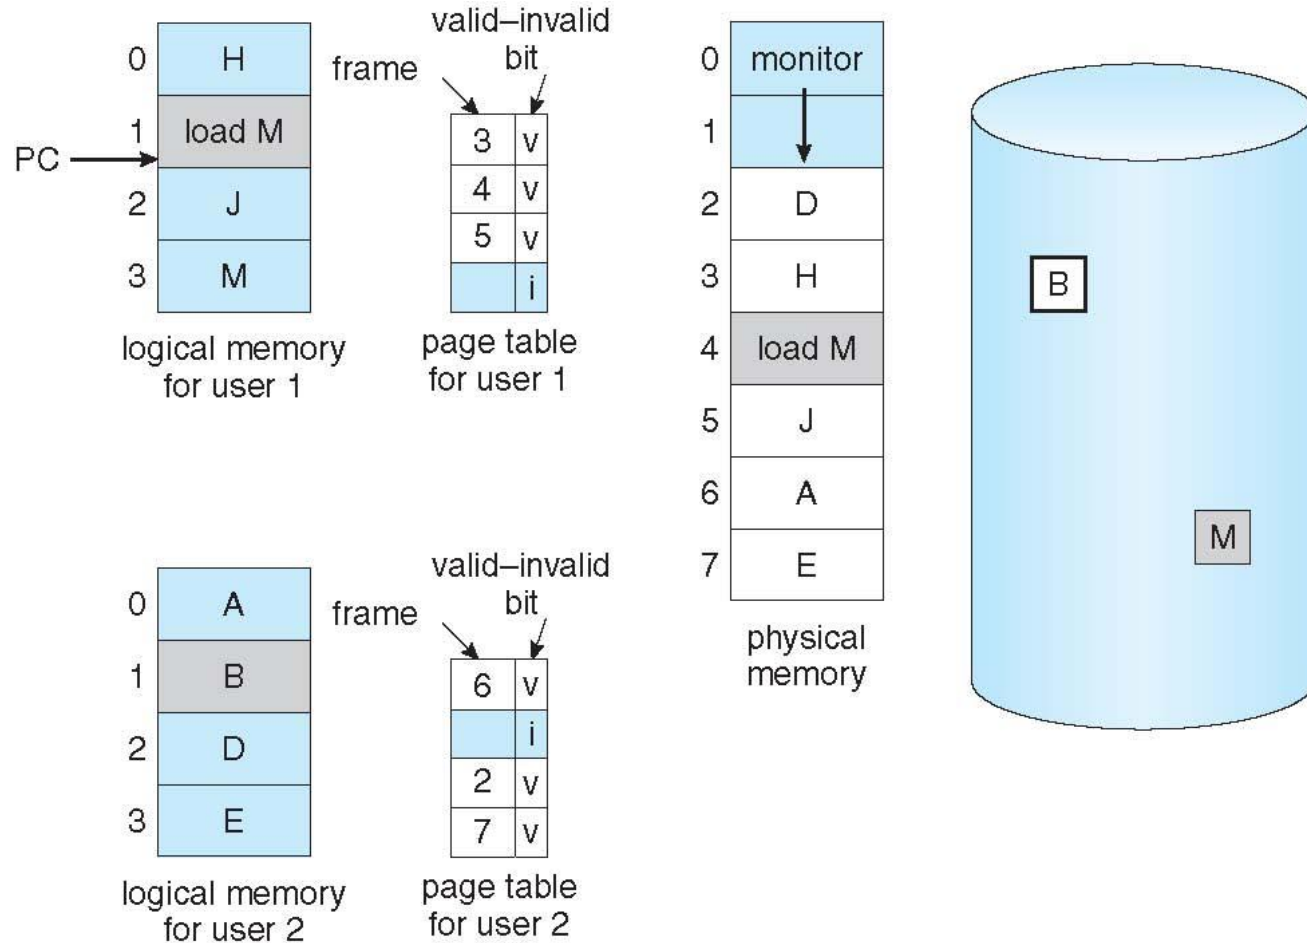 valid–invalid
bit
frame
0 H
1 load M
PC
2 J
3 M
3 v
4 v
5 v
i
logical memory
for user 1
page table
for user 1
0 monitor
1
2 D
3 H
4 load M
5 J
6 A
7 E
physical
memory
B
M
valid–invalid
bit
frame
0 A
1 B
2 D
3 E
6 v
i
2 v
7 v
logical memory
for user 2
page table
for user 2